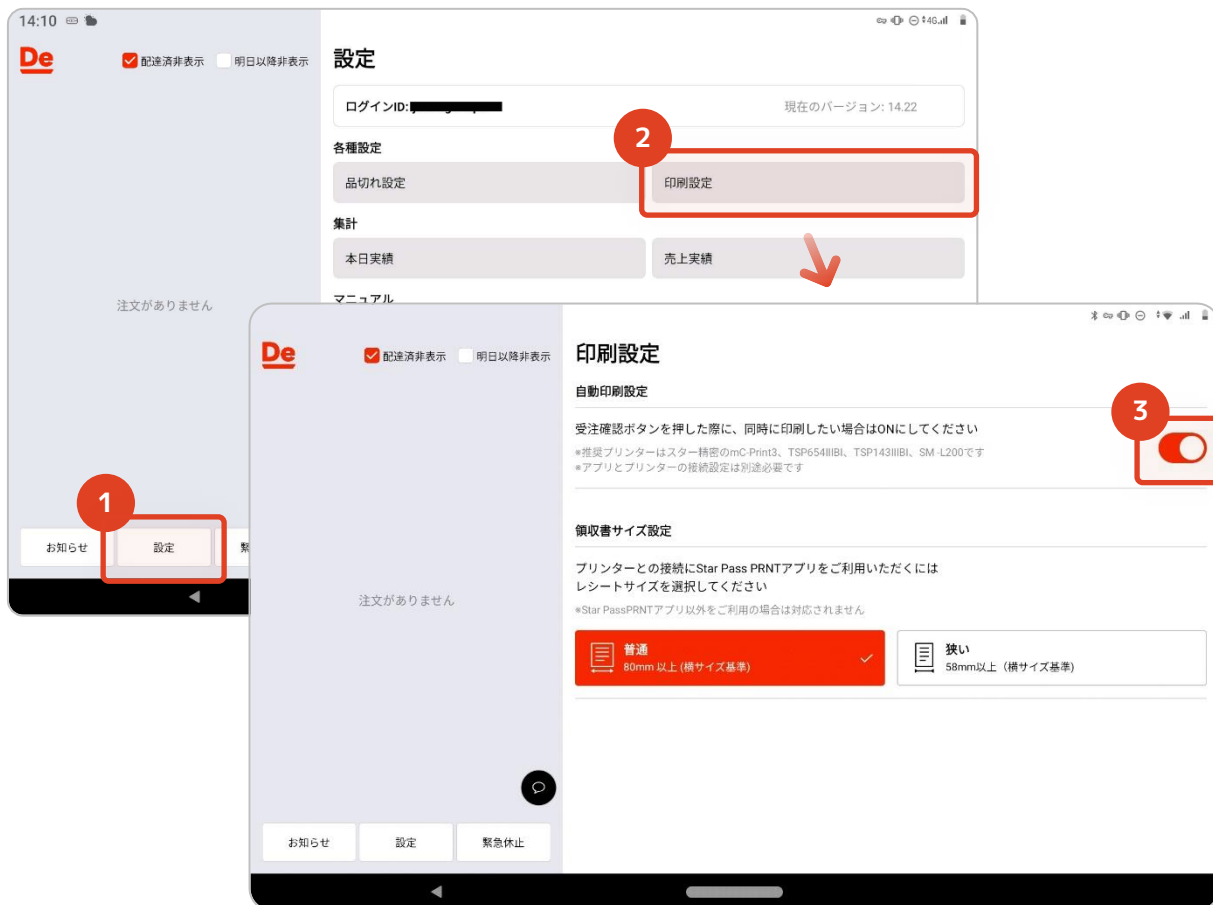 14:10
4G
De
配達済非表示
明日以降非表示
設定
ログインID:
現在のバージョン: 14.22
各種設定
2
品切れ設定
印刷設定
集計
本日実績
売上実績
マニュアル
注文がありません
1
お知らせ
設定
緊
De
配達済非表示
明日以降非表示
印刷設定
自動印刷設定
3
受注確認ボタンを押した際に、同時に印刷したい場合はONにしてください
*推奨プリンターはスター精密のmC-Print3、TSP654IIIBI、TSP143IIIBI、SM -L200です
*アプリとプリンターの接続設定は別途必要です
領収書サイズ設定
プリンターとの接続にStar Pass PRNTアプリをご利用いただくには
レシートサイズを選択してください
*Star PassPRNTアプリ以外をご利用の場合は対応されません
普通
80mm 以上 (横サイズ基準)
狭い
58mm以上（横サイズ基準)
注文がありません
お知らせ
設定
緊急休止